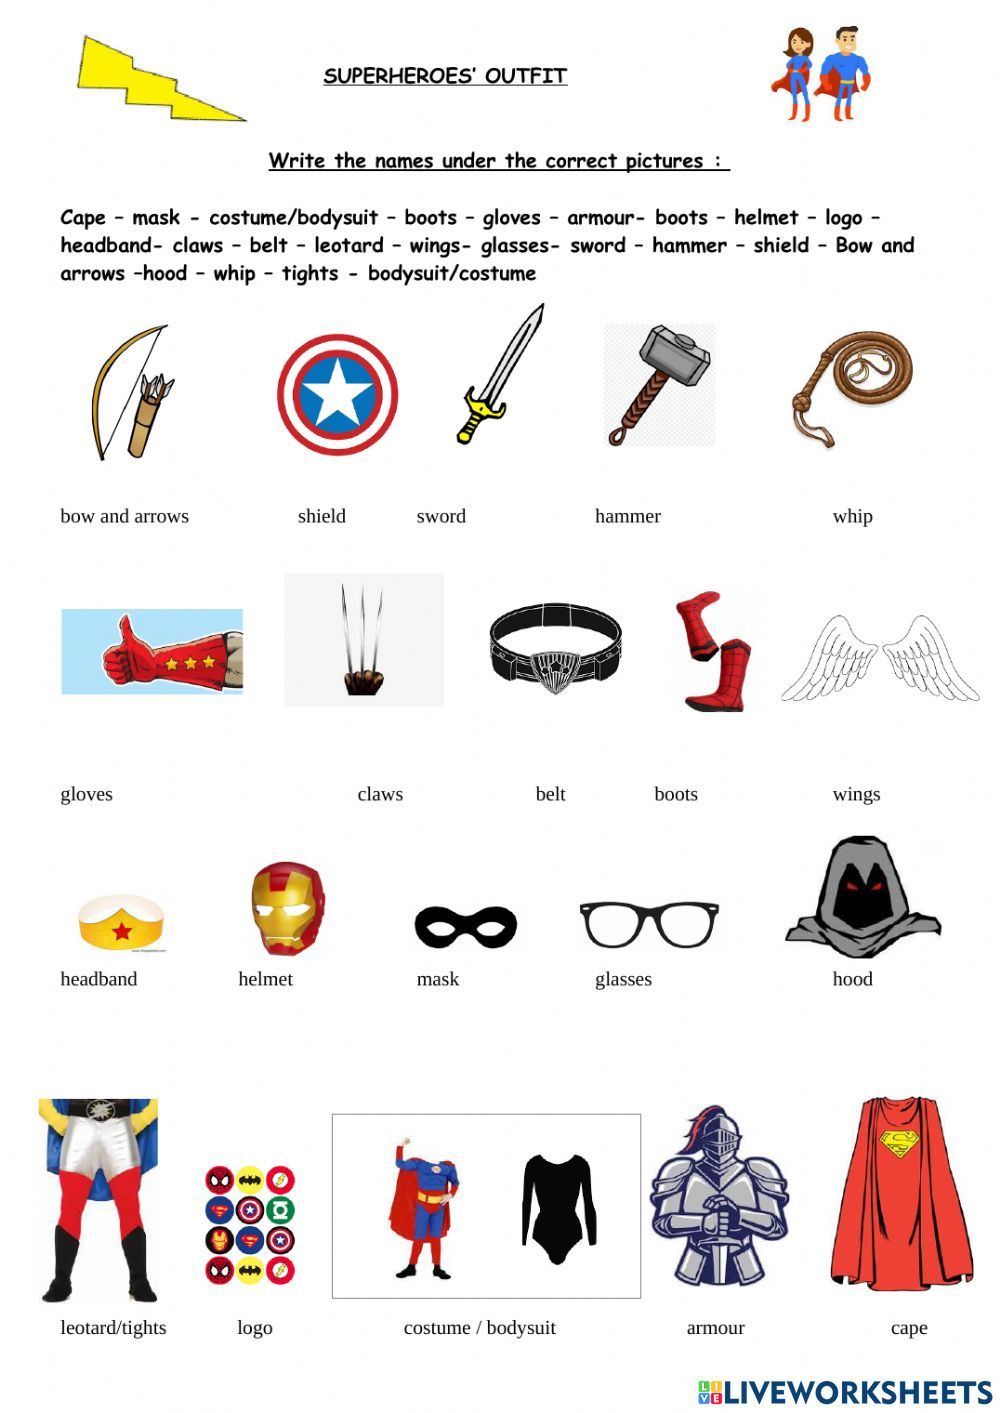 SUPERHEROES’ OUTFIT
Write the names under the correct pictures :
Cape – mask - costume/bodysuit – boots – gloves – armour- boots – helmet – logo –
headband- claws – belt – leotard – wings- glasses- sword – hammer – shield – Bow and
arrows –hood – whip – tights - bodysuit/costume
bow and arrows shield sword hammer whip
gloves claws belt boots wings
headband helmet mask glasses hood
leotard/tights logo costume / bodysuit armour cape
LIVE LIVEWORKSHEETS